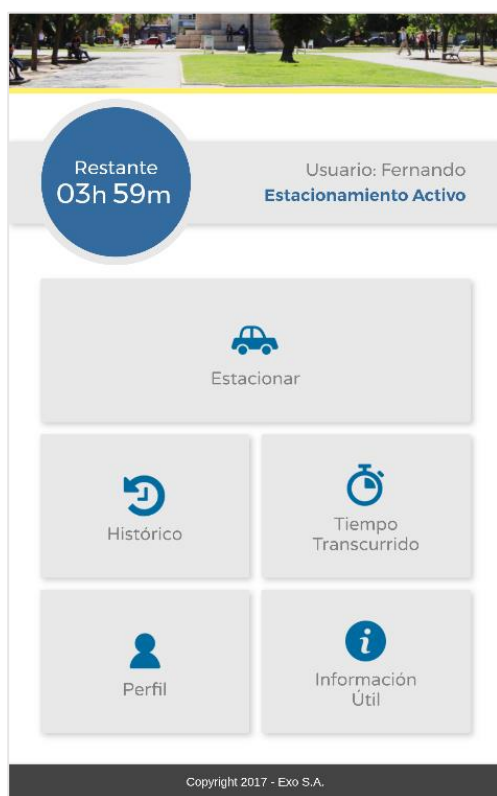 Restante
03h 59m
Usuario: Fernando
Estacionamiento Activo
Estacionar
Histórico
Tiempo
Transcurrido
Perfil
Información
Útil
Copyright 2017 - Exo S.A.